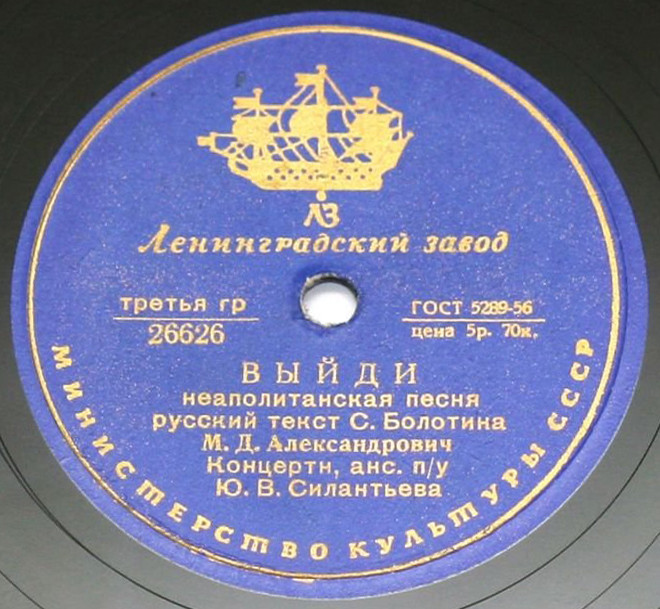 ЛЗ
Ленинградский завод
третья гр
26626
ГОСТ 5289-56
цена 5р. 70к.
ВЫЙДИ
неаполитанская песня
русский текст С. Болотина
М. Д. Александрович
Концертн, анс. п/у
Ю. В. Силантьева
МИНИСТЕРСТВО КУЛЬТУРЫ СССР